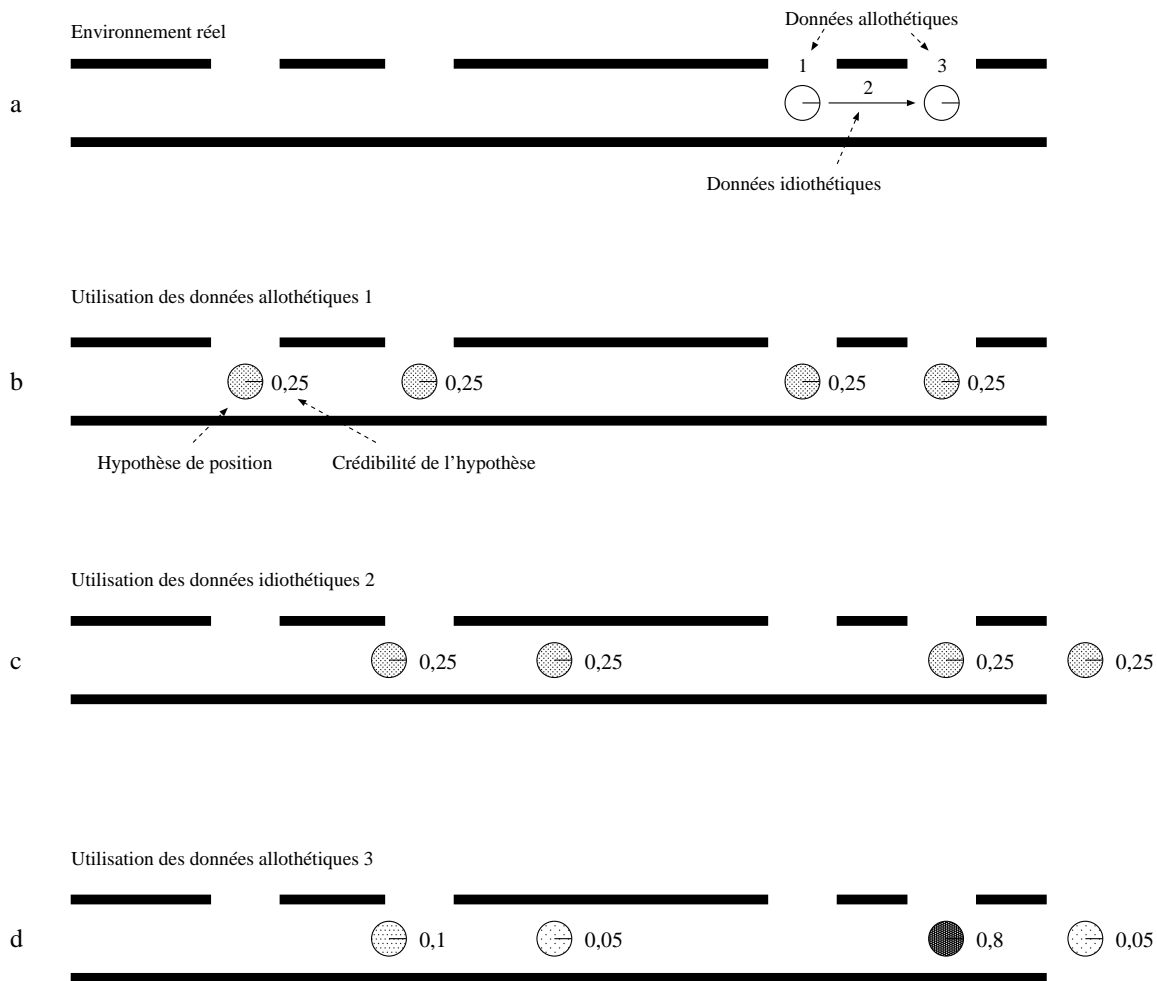 Données allothétiques
Environnement réel
1
3
2
a
Données idiothétiques
Utilisation des données allothétiques 1
b
0,25
0,25
0,25
0,25
Hypothèse de position
Crédibilité de l'hypothèse
Utilisation des données idiothétiques 2
c
0,25
0,25
0,25
0,25
Utilisation des données allothétiques 3
d
0,1
0,05
0,8
0,05